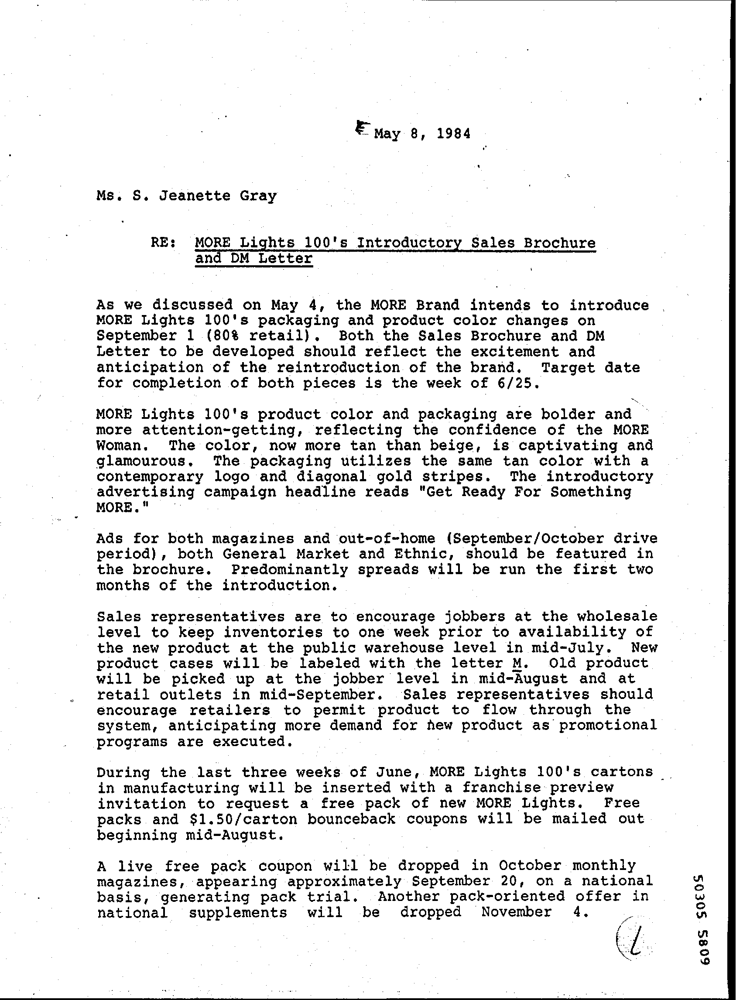 May 8, 1984
Ms. S. Jeanette Gray
RE: MORE Lights 100's Introductory Sales Brochure
and DM Letter
As we discussed on May 4, the MORE Brand intends to introduce
MORE Lights 100's packaging and product color changes on
September 1 (80% retail). Both the Sales Brochure and DM
Letter to be developed should reflect the excitement and
anticipation of the reintroduction of the brand. Target date
for completion of both pieces is the week of 6/25.
MORE Lights 100's product color and packaging are bolder and
more attention-getting, reflecting the confidence of the MORE
Woman. The color, now more tan than beige, is captivating and
glamourous. The packaging utilizes the same tan color with a
contemporary logo and diagonal gold stripes. The introductory
advertising campaign headline reads "Get Ready For Something
MORE."
Ads for both magazines and out-of-home (September/October drive
period), both General Market and Ethnic, should be featured in
the brochure. Predominantly spreads will be run the first two
months of the introduction.
Sales representatives are to encourage jobbers at the wholesale
level to keep inventories to one week prior to availability of
the new product at the public warehouse level in mid-July. New
product cases will be labeled with the letter M. Old product
will be picked up at the jobber level in mid-August and at
retail outlets in mid-September. Sales representatives should
encourage retailers to permit product to flow through the
system, anticipating more demand for new product as promotional
programs are executed.
During the last three weeks of June, MORE Lights 100's cartons
in manufacturing will be inserted with a franchise preview
invitation to request a free pack of new MORE Lights. Free
packs and $1.50/carton bounceback coupons will be mailed out
beginning mid-August.
A live free pack coupon will be dropped in October monthly
magazines, appearing approximately September 20, on a national
basis, generating pack trial. Another pack-oriented offer in
national supplements will be dropped November 4.
50305 5809